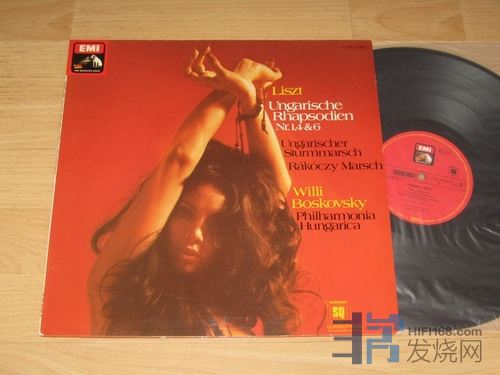 EMI
Liszt
Ungarische
Rhapsodien
Nr. 1,4 & 6
Ungarischer
Sturmmarsch
Rákóczy Marsch
Willi
Boskovsky
Philharmonia
Hungarica
SQ
EMI
HIFI168.COM
发烧网